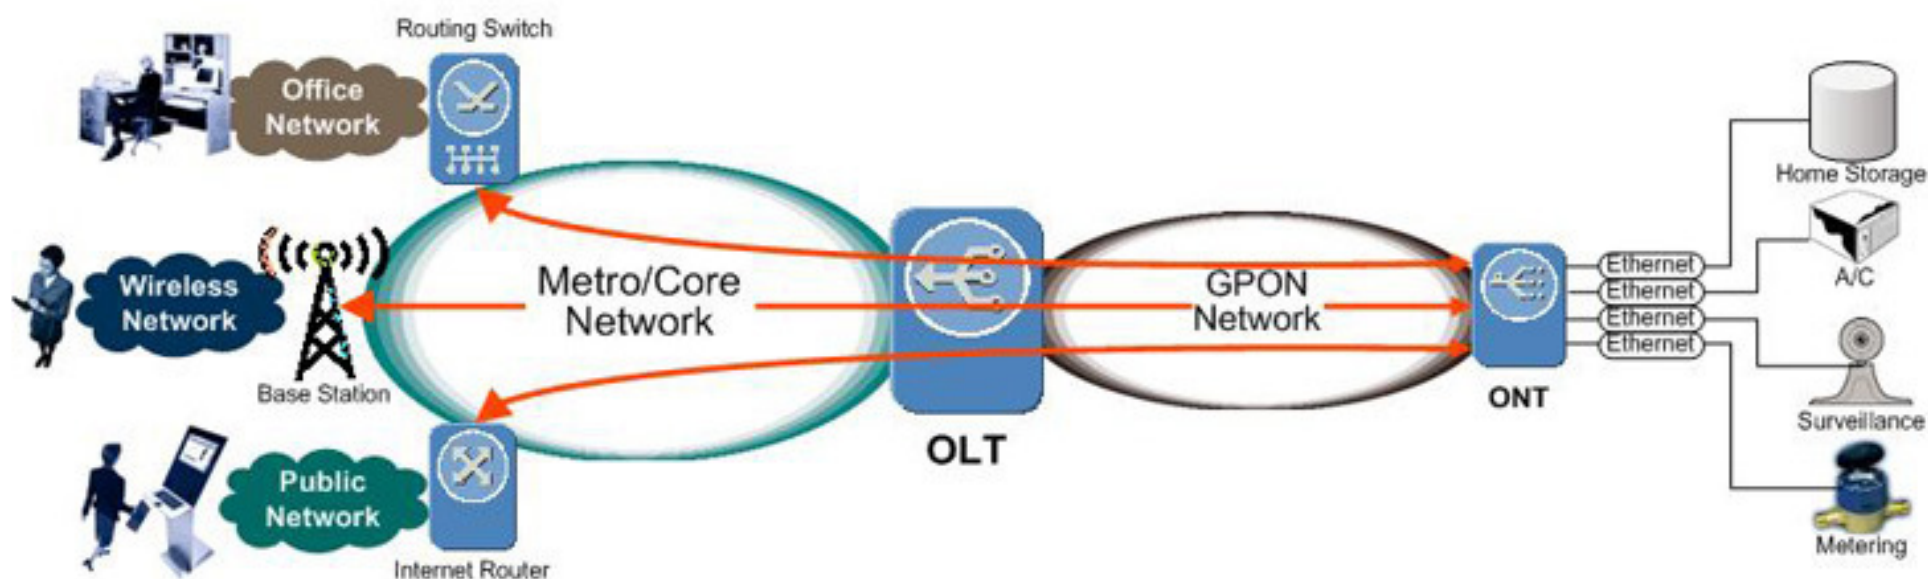 Routing Switch
Office
Network
Wireless
Network
Base Station
Public
Network
Internet Router
Metro/Core
Network
OLT
GPON
Network
ONT
Ethernet
Ethernet
Ethernet
Ethernet
Home Storage
A/C
Surveillance
Metering